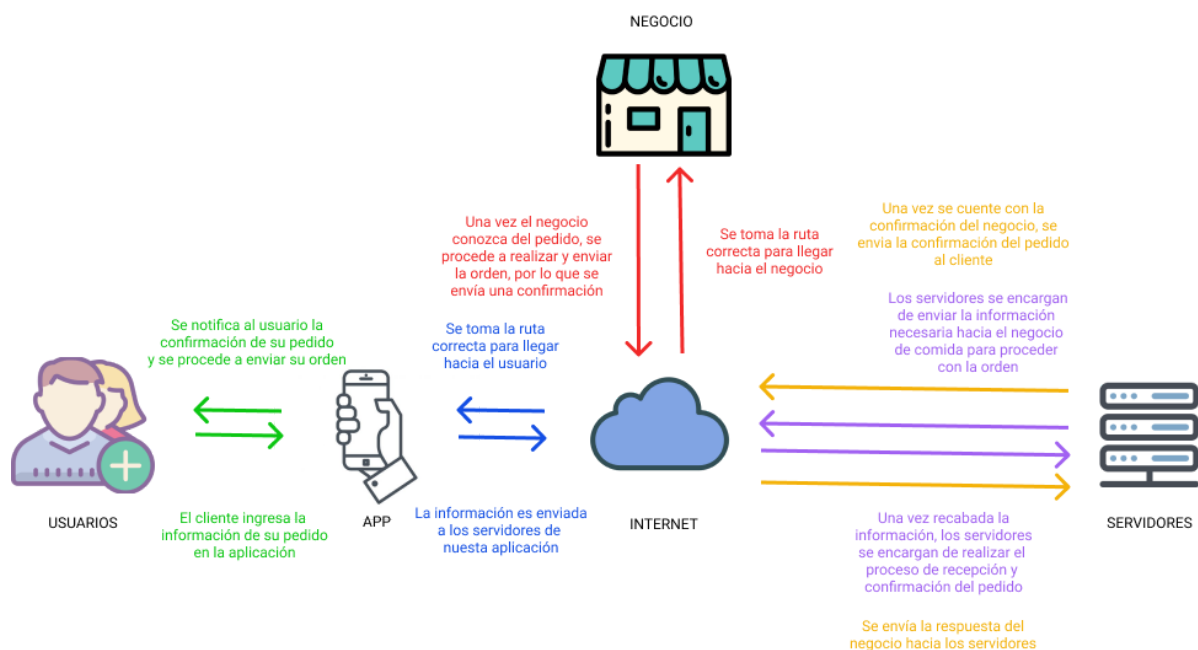 NEGOCIO
Una vez se cuente con la
confirmación del negocio, se
envia la confirmación del pedido
al cliente
Una vez el negocio
conozca del pedido, se
procede a realizar y enviar
la orden, por lo que se
envía una confirmación
Se toma la ruta
correcta para llegar
hacia el negocio
Los servidores se encargan
de enviar la información
necesaria hacia el negocio
de comida para proceder
con la orden
Se notifica al usuario la
confirmación de su pedido
y se procede a enviar su orden
Se toma la ruta
correcta para llegar
hacia el usuario
USUARIOS
El cliente ingresa la
información de su pedido
en la aplicación
APP
La información es enviada
a los servidores de
nuesta aplicación
INTERNET
Una vez recabada la
información, los servidores
se encargan de realizar el
proceso de recepción y
confirmación del pedido
SERVIDORES
Se envía la respuesta del
negocio hacia los servidores